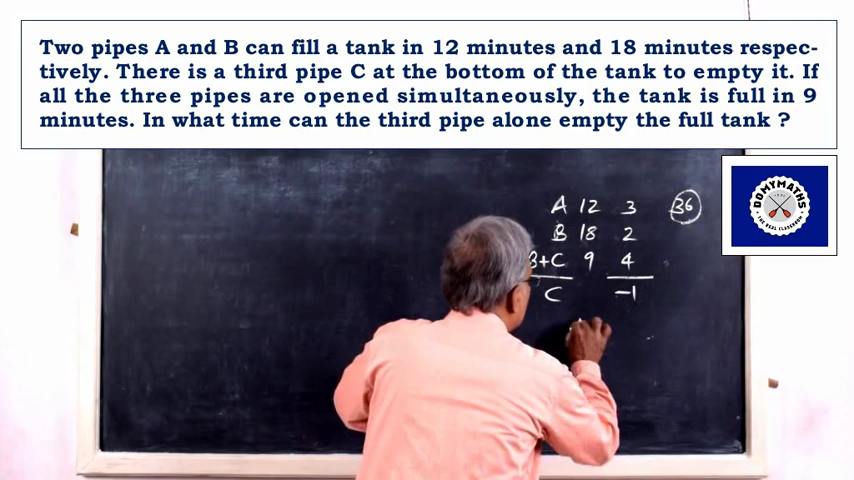 Two pipes A and B can fill a tank in 12 minutes and 18 minutes respec-
tively. There is a third pipe C at the bottom of the tank to empty it. If
all the three pipes are opened simultaneously, the tank is full in 9
minutes. In what time can the third pipe alone empty the full tank ?
DOMYMATHS
THE REAL CLASSROOM
A 12 3 36
B 18 2
B+C 9 4
C -1